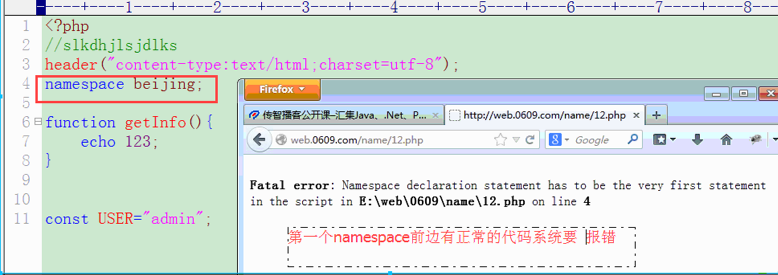 1 2 3 4 5 6 7 8
1 <?php
2 //slkdhjlsjdlks
3 header("content-type:text/html;charset=utf-8");
4 namespace beijing;
5
6 function getInfo(){
7 echo 123;
8 }
9
10
11 const USER="admin";
Firefox
传智播客公开课–汇集Java、.Net、P...
http://web.0609.com/name/12.php
web.0609.com/name/12.php
Google
Fatal error: Namespace declaration statement has to be the very first statement
in the script in E:\web\0609\name\12.php on line 4
第一个namespace前边有正常的代码系统要 报错